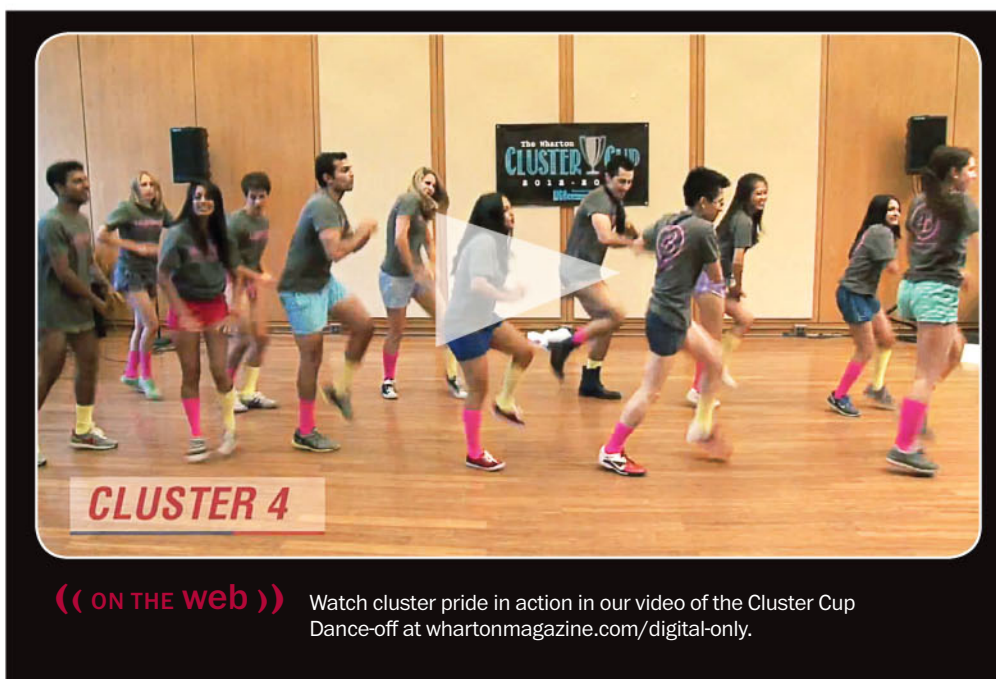 The Wharton
CLUSTER CUP
CLUSTER 4
(( ON THE web ))
Watch cluster pride in action in our video of the Cluster Cup
Dance-off at whartonmagazine.com/digital-only.